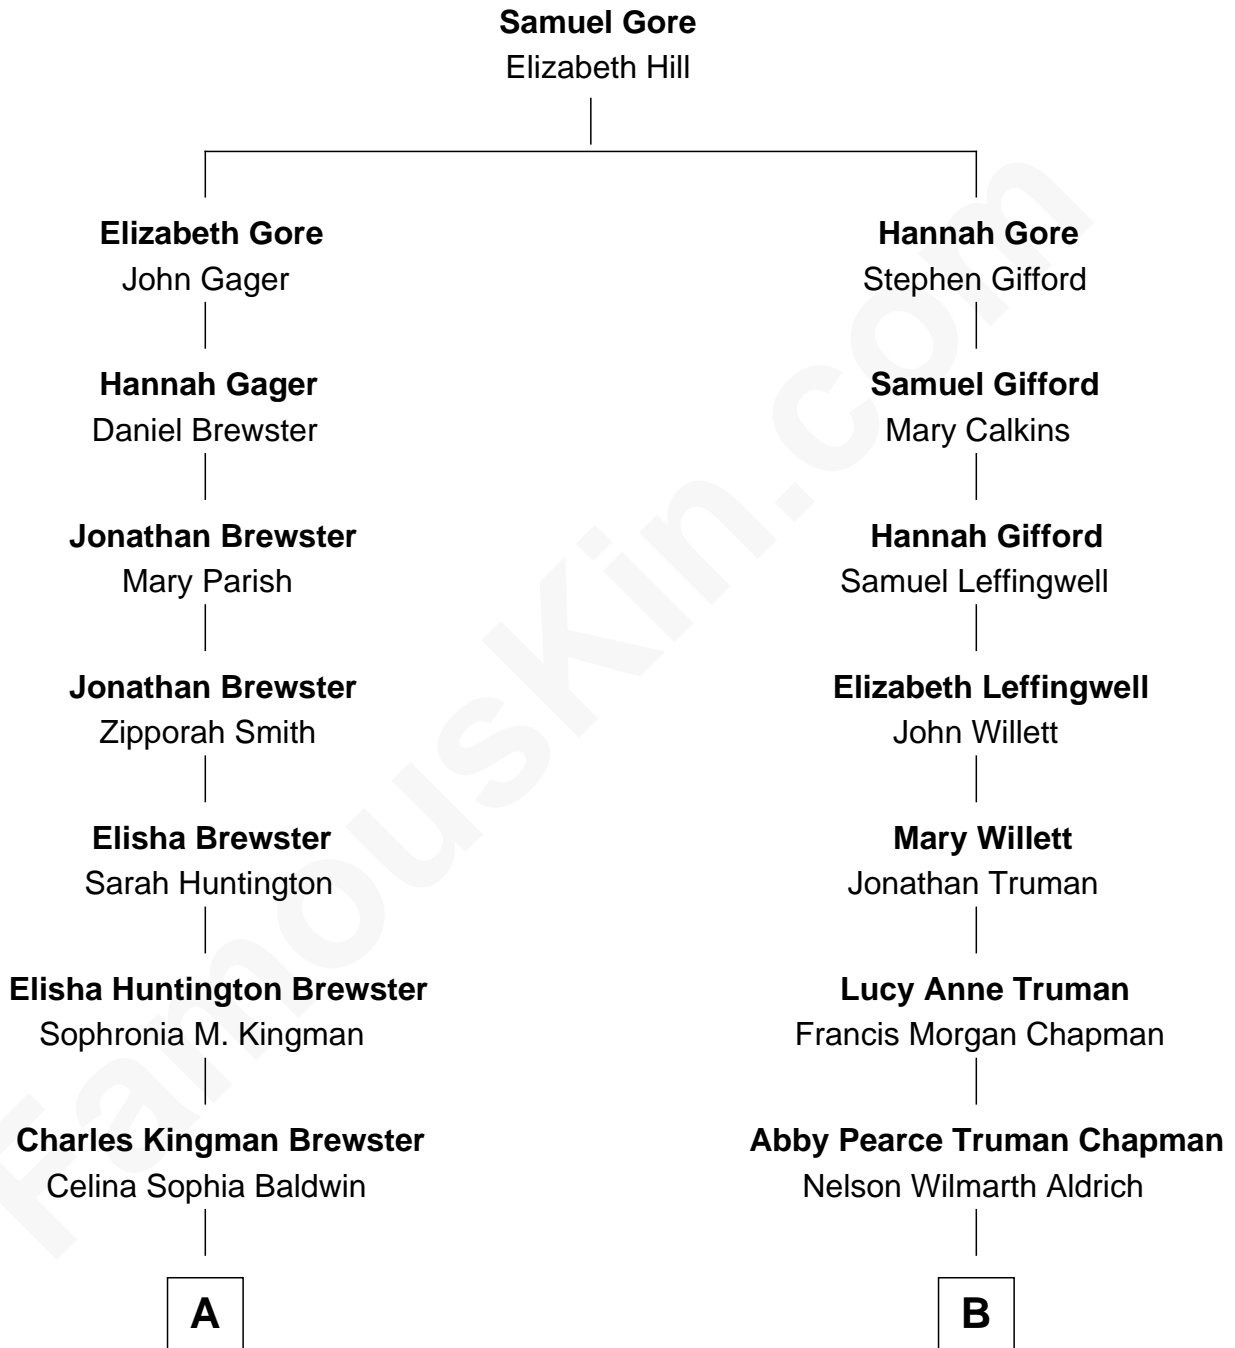 Samuel Gore
Elizabeth Hill
Elizabeth Gore
John Gager
Hannah Gore
Stephen Gifford
Hannah Gager
Daniel Brewster
Samuel Gifford
Mary Calkins
Jonathan Brewster
Mary Parish
Hannah Gifford
Samuel Leffingwell
Jonathan Brewster
Zipporah Smith
Elizabeth Leffingwell
John Willett
Elisha Brewster
Sarah Huntington
Mary Willett
Jonathan Truman
Elisha Huntington Brewster
Sophronia M. Kingman
Lucy Anne Truman
Francis Morgan Chapman
Charles Kingman Brewster
Celina Sophia Baldwin
Abby Pearce Truman Chapman
Nelson Wilmarth Aldrich
A
B
FamousKin.com